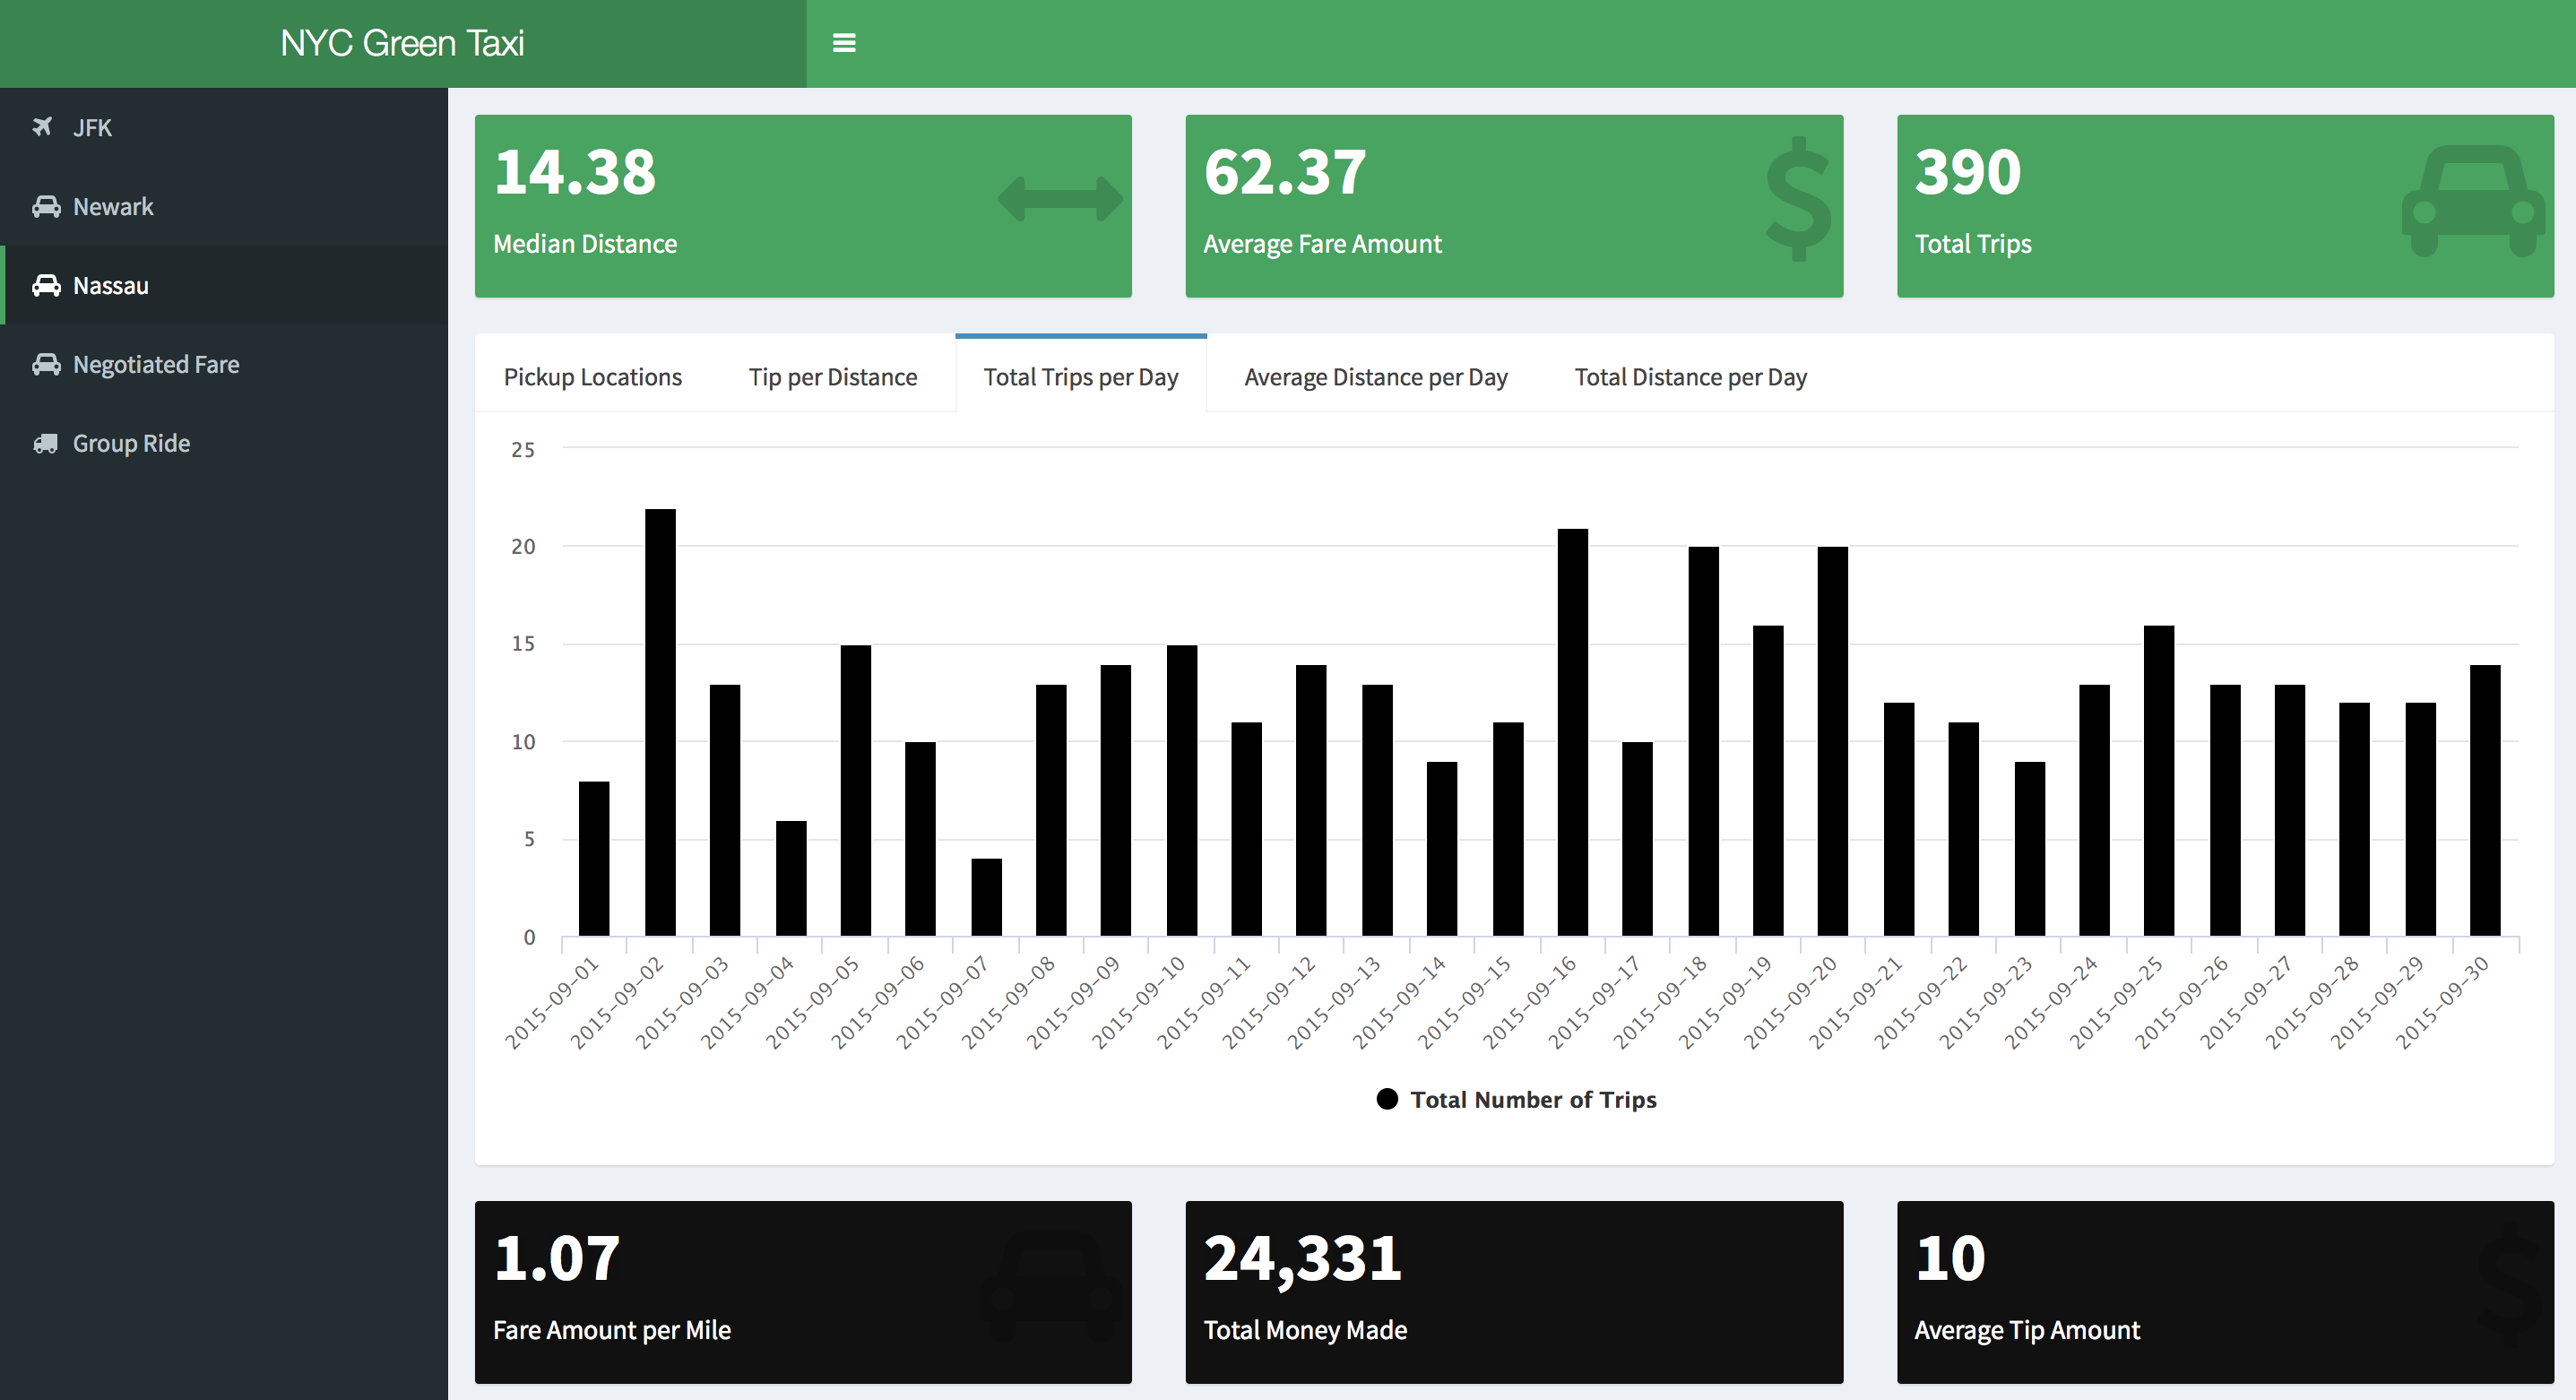 NYC Green Taxi
JFK
Newark
Nassau
Negotiated Fare
Group Ride
14.38
Median Distance
62.37
Average Fare Amount
$
390
Total Trips
Pickup Locations Tip per Distance Total Trips per Day Average Distance per Day Total Distance per Day
25
20
15
10
5
0
2015-09-01 2015-09-02 2015-09-03 2015-09-04 2015-09-05 2015-09-06 2015-09-07 2015-09-08 2015-09-09 2015-09-10 2015-09-11 2015-09-12 2015-09-13 2015-09-14 2015-09-15 2015-09-16 2015-09-17 2015-09-18 2015-09-19 2015-09-20 2015-09-21 2015-09-22 2015-09-23 2015-09-24 2015-09-25 2015-09-26 2015-09-27 2015-09-28 2015-09-29 2015-09-30
Total Number of Trips
1.07
Fare Amount per Mile
24,331
Total Money Made
10
Average Tip Amount
$